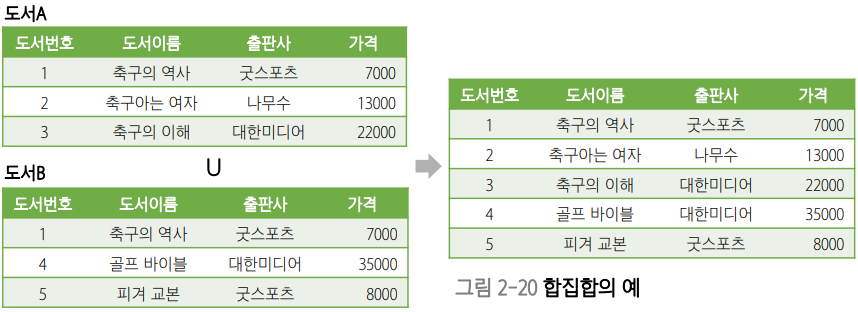 도서A
도서번호 도서이름 출판사 가격
1 축구의 역사 굿스포츠 7000
2 축구아는 여자 나무수 13000
3 축구의 이해 대한미디어 22000
∪
도서B
도서번호 도서이름 출판사 가격
1 축구의 역사 굿스포츠 7000
4 골프 바이블 대한미디어 35000
5 피겨 교본 굿스포츠 8000
도서번호 도서이름 출판사 가격
1 축구의 역사 굿스포츠 7000
2 축구아는 여자 나무수 13000
3 축구의 이해 대한미디어 22000
4 골프 바이블 대한미디어 35000
5 피겨 교본 굿스포츠 8000
그림 2-20 합집합의 예